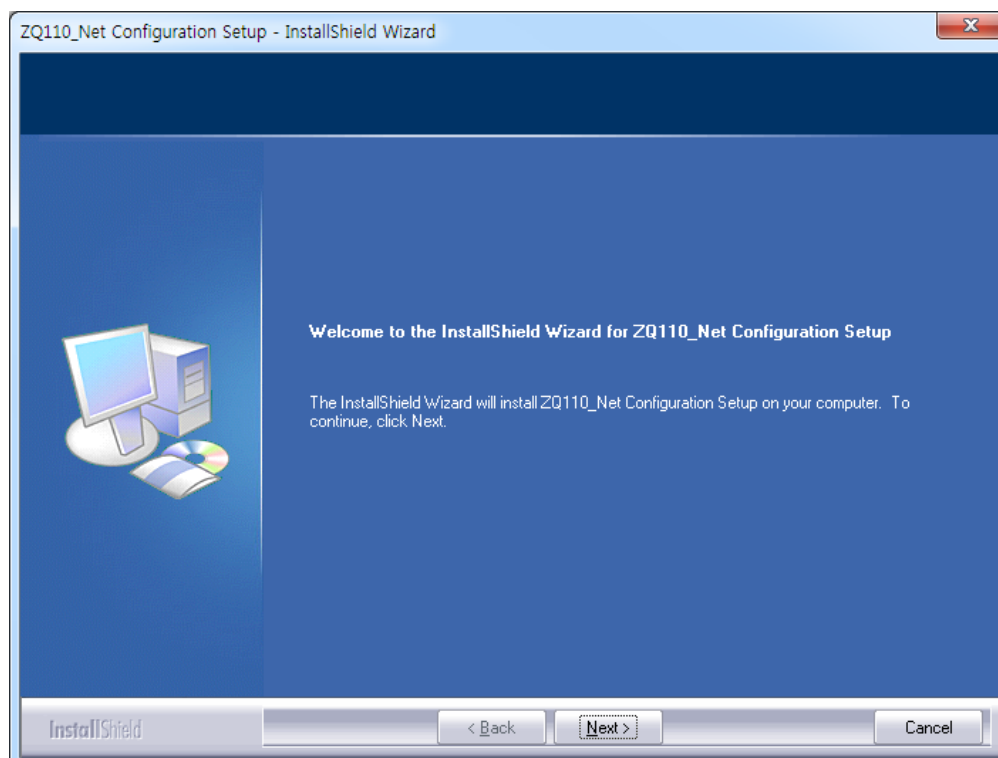 ZQ110_Net Configuration Setup - InstallShield Wizard
x
Welcome to the InstallShield Wizard for ZQ110_Net Configuration Setup
The InstallShield Wizard will install ZQ110_Net Configuration Setup on your computer. To
continue, click Next.
InstallShield
< Back
Next >
Cancel